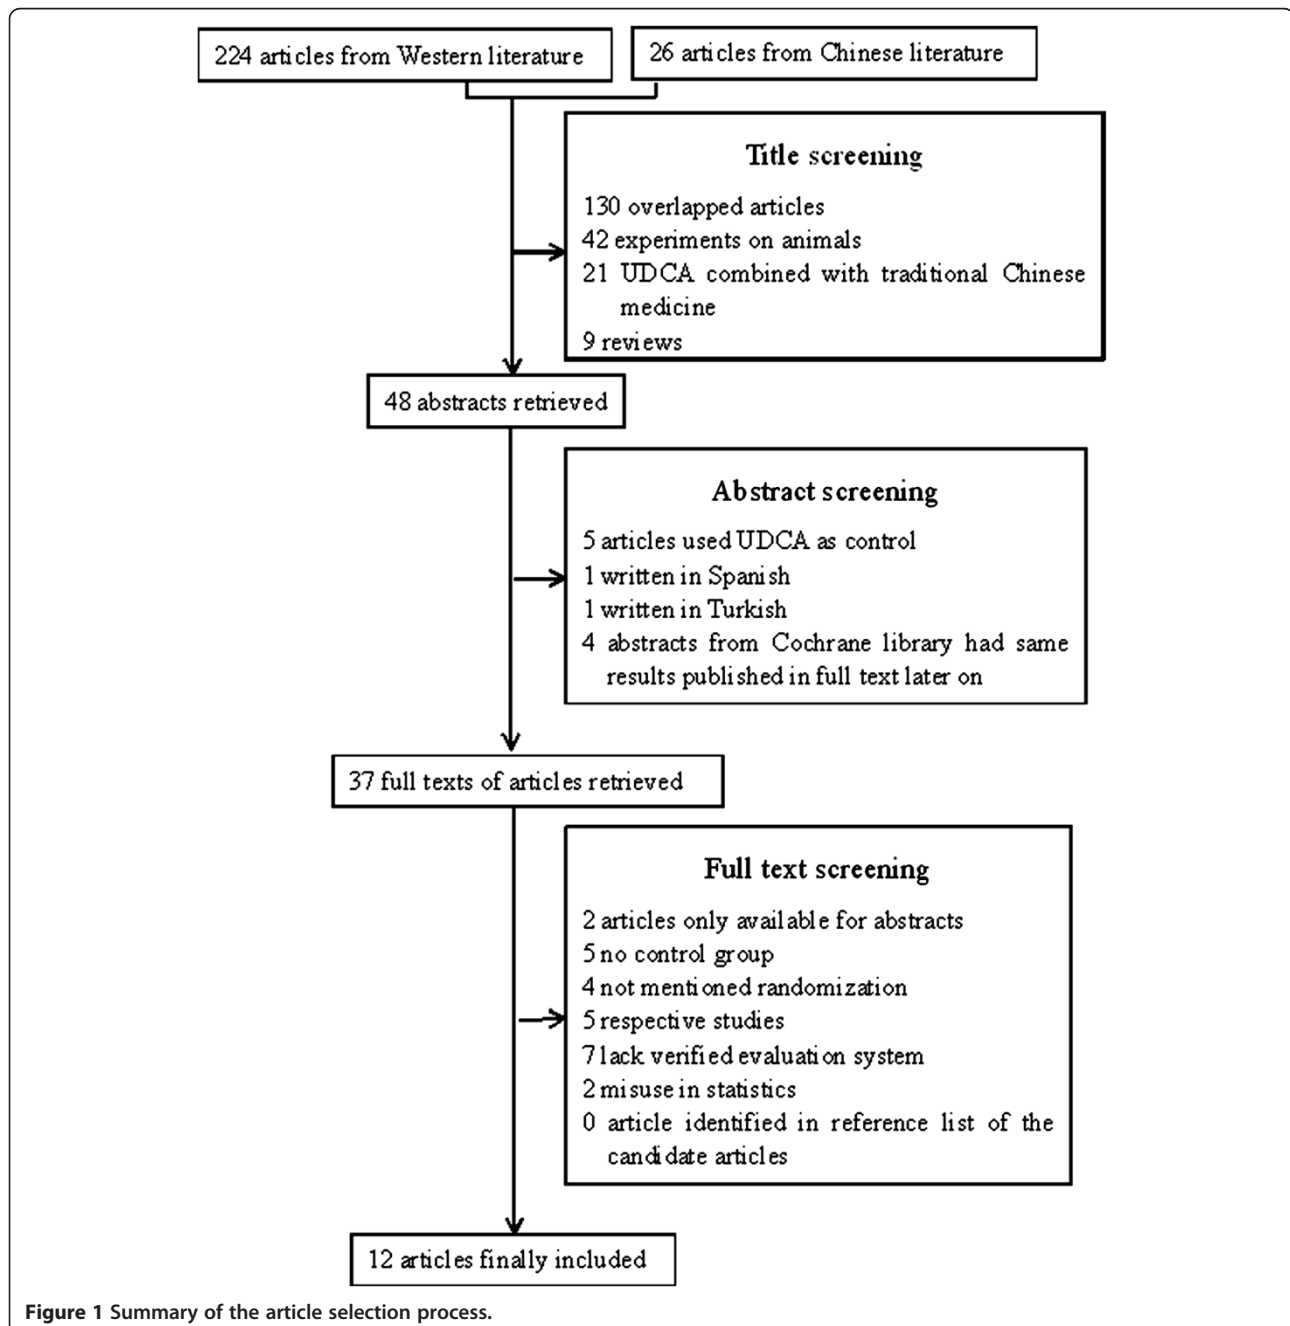 224 articles from Western literature
26 articles from Chinese literature
Title screening
130 overlapped articles
42 experiments on animals
21 UDCA combined with traditional Chinese
medicine
9 reviews
48 abstracts retrieved
Abstract screening
5 articles used UDCA as control
1 written in Spanish
1 written in Turkish
4 abstracts from Cochrane library had same
results published in full text later on
37 full texts of articles retrieved
Full text screening
2 articles only available for abstracts
5 no control group
4 not mentioned randomization
5 respective studies
7 lack verified evaluation system
2 misuse in statistics
0 article identified in reference list of the
candidate articles
12 articles finally included
Figure 1 Summary of the article selection process.